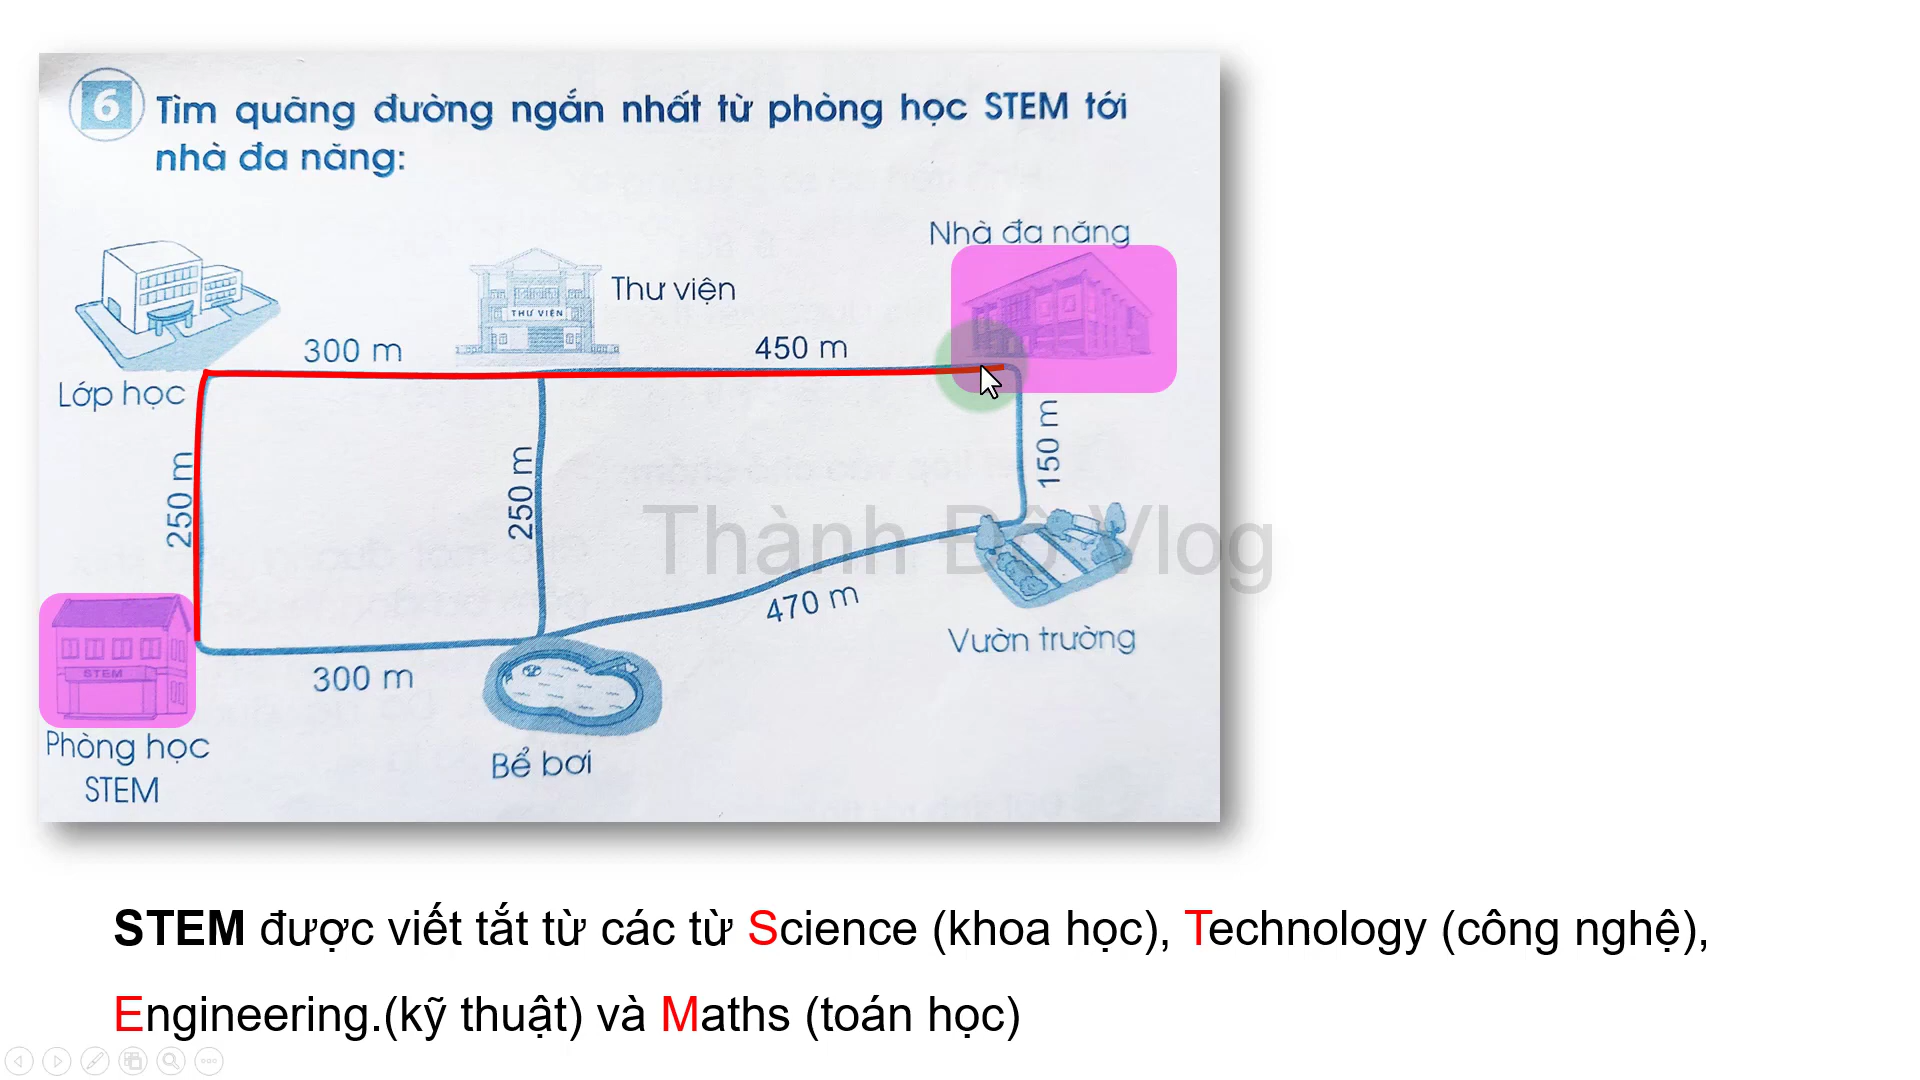 6 Tìm quãng đường ngắn nhất từ phòng học STEM tới
nhà đa năng:
Nhà đa năng
Thư viện
THƯ VIỆN
300 m
450 m
Lớp học
150 m
250 m
250 m
Thành Đô Vlog
470 m
Vườn trường
STEM
300 m
Phòng học
STEM
Bể bơi
STEM được viết tắt từ các từ Science (khoa học), Technology (công nghệ),
Engineering.(kỹ thuật) và Maths (toán học)